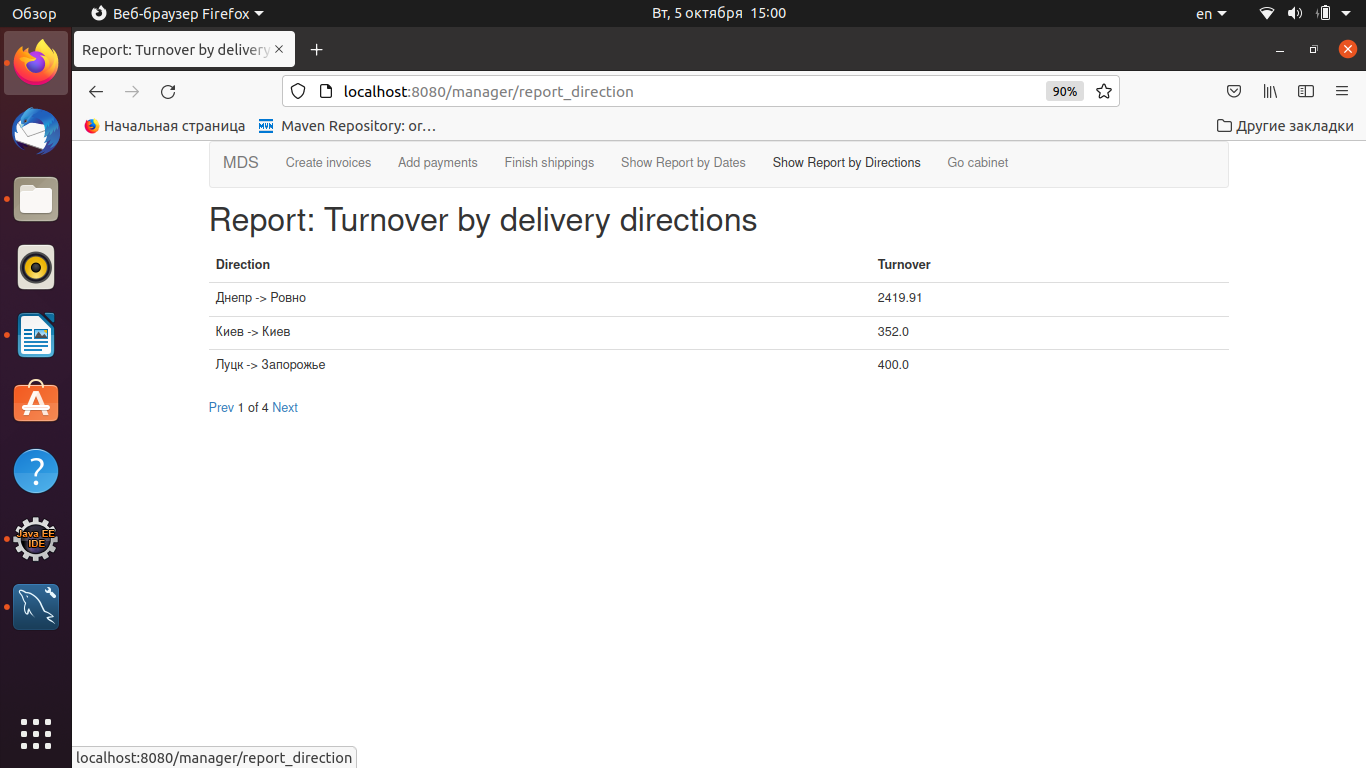 Обзор Веб-браузер Firefox Вт, 5 октября 15:00 en
Report: Turnover by delivery
localhost:8080/manager/report_direction 90%
Начальная страница Maven Repository: or… Другие закладки
MDS Create invoices Add payments Finish shippings Show Report by Dates Show Report by Directions Go cabinet
Report: Turnover by delivery directions
Direction Turnover
Днепр -> Ровно 2419.91
Киев -> Киев 352.0
Луцк -> Запорожье 400.0
Prev 1 of 4 Next
Java EE
IDE
localhost:8080/manager/report_direction